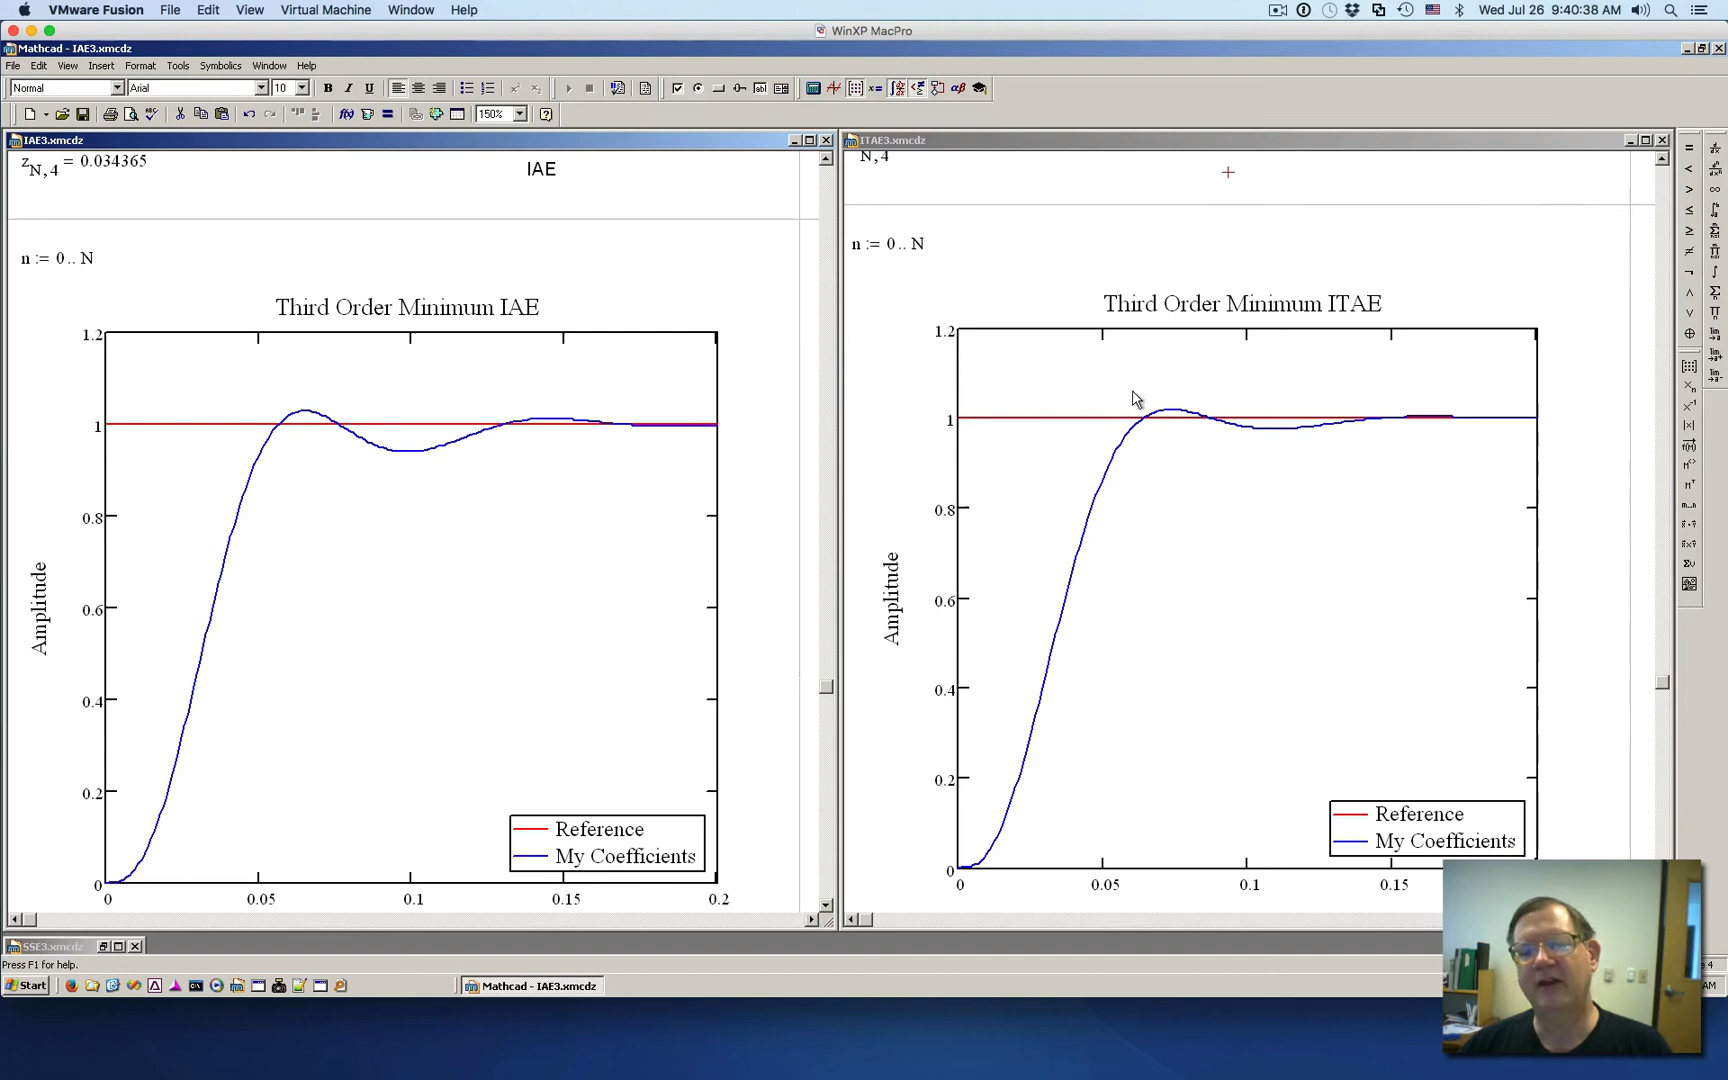 VMware Fusion File Edit View Virtual Machine Window Help Wed Jul 26 9:40:38 AM
WinXP MacPro
Mathcad - IAE3.xmcdz
File Edit View Insert Format Tools Symbolics Window Help
Normal Arial 10 B I U
150%
IAE3.xmcdz
zN,4 = 0.034365
IAE
n := 0 .. N
Third Order Minimum IAE
1.2
1
0.8
0.6
0.4
0.2
0
Amplitude
Reference
My Coefficients
0 0.05 0.1 0.15 0.2
ITAE3.xmcdz
N,4
n := 0 .. N
Third Order Minimum ITAE
1.2
1
0.8
0.6
0.4
0.2
0
Amplitude
Reference
My Coefficients
0 0.05 0.1 0.15
SSE3.xmcdz
Press F1 for help.
Start
Mathcad - IAE3.xmcdz
AM